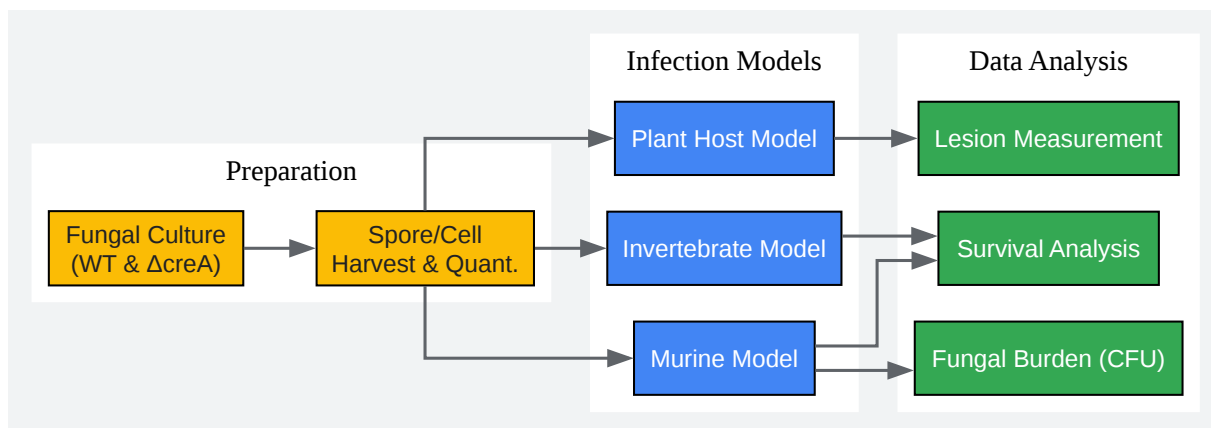 Preparation
Fungal Culture
(WT & ΔcreA)
Spore/Cell
Harvest & Quant.
Infection Models
Plant Host Model
Invertebrate Model
Murine Model
Data Analysis
Lesion Measurement
Survival Analysis
Fungal Burden (CFU)